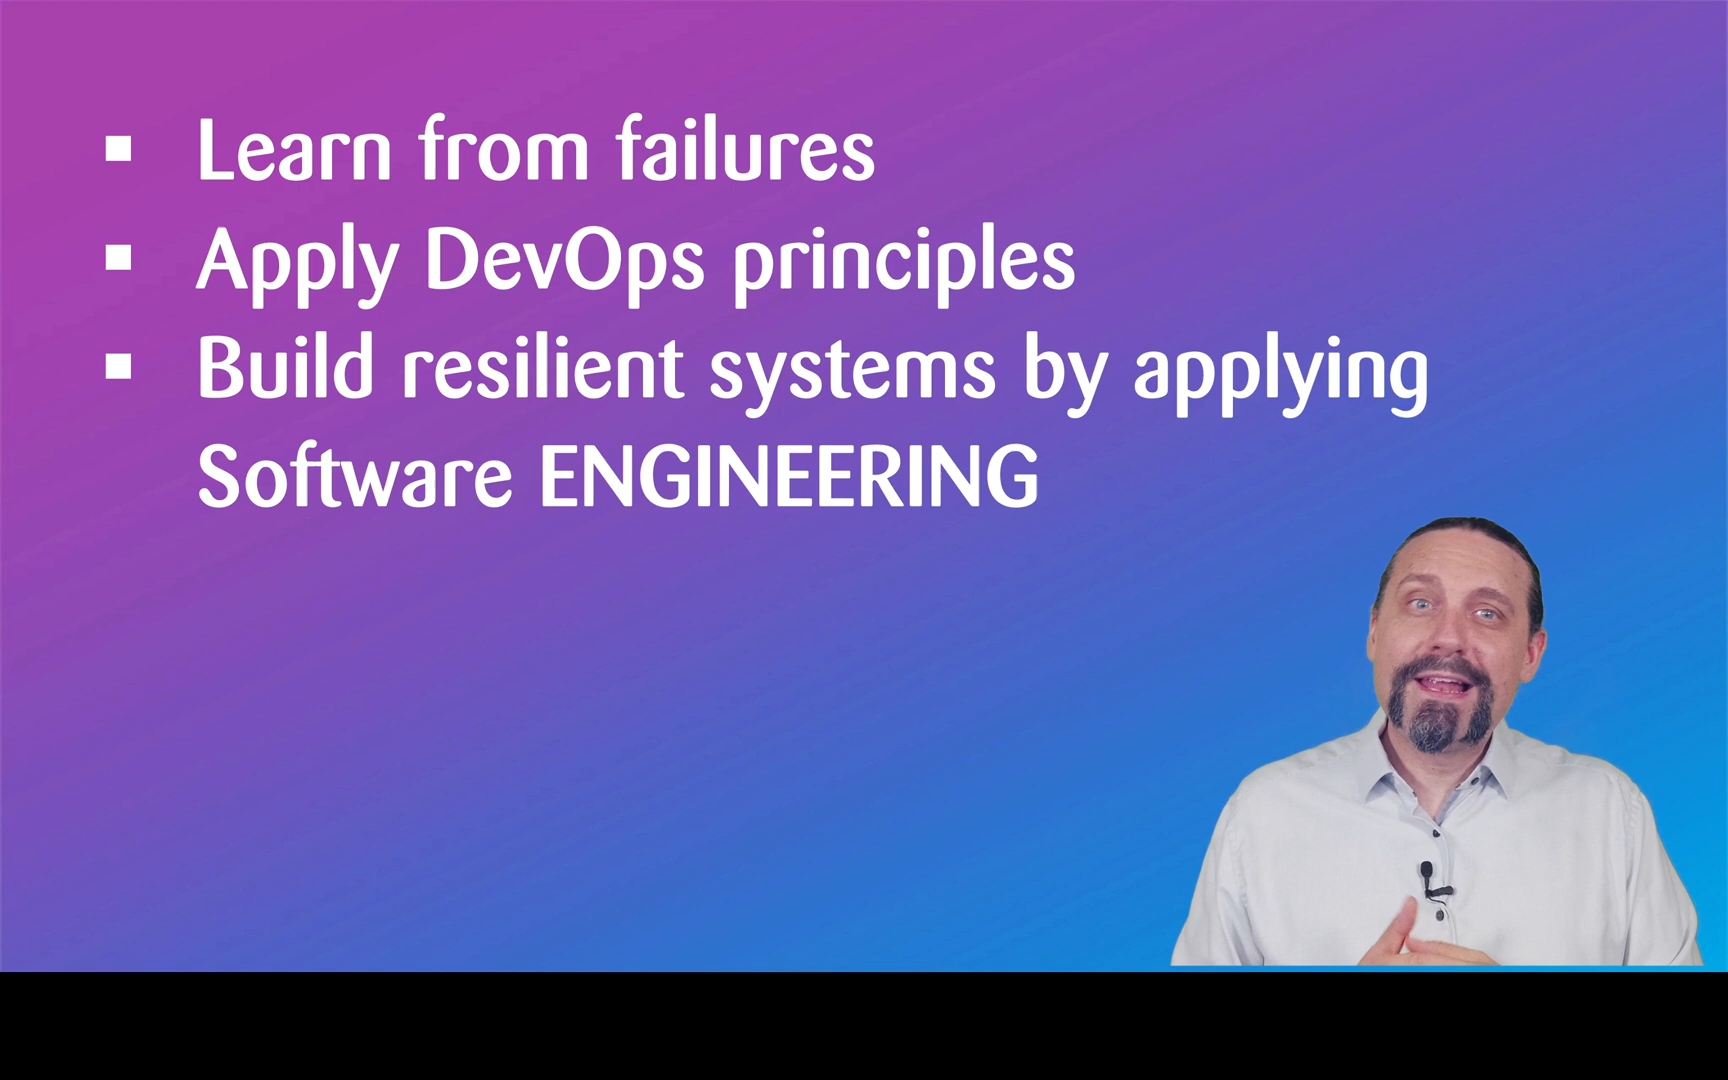 ▪ Learn from failures
▪ Apply DevOps principles
▪ Build resilient systems by applying
Software ENGINEERING